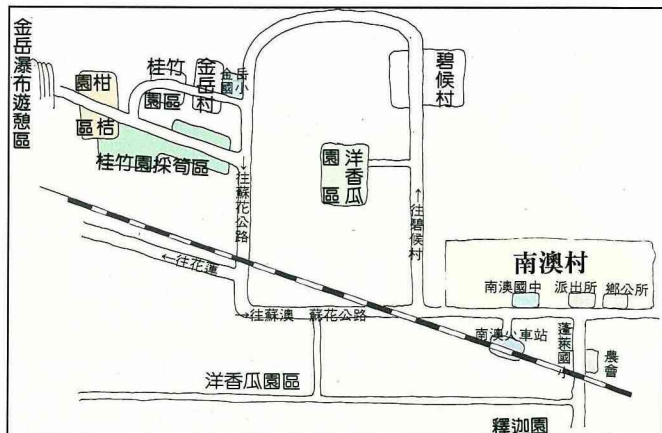 金岳瀑布遊憩區
柑桔園區
桂竹園區
金岳村
金岳國小
碧候村
桂竹園採筍區
洋香瓜園區
↓往蘇花公路
↑往碧候村
←往花蓮
→往蘇澳
蘇花公路
南澳村
南澳國中
派出所
鄉公所
南澳火車站
蓬萊國小
農會
洋香瓜園區
釋迦園